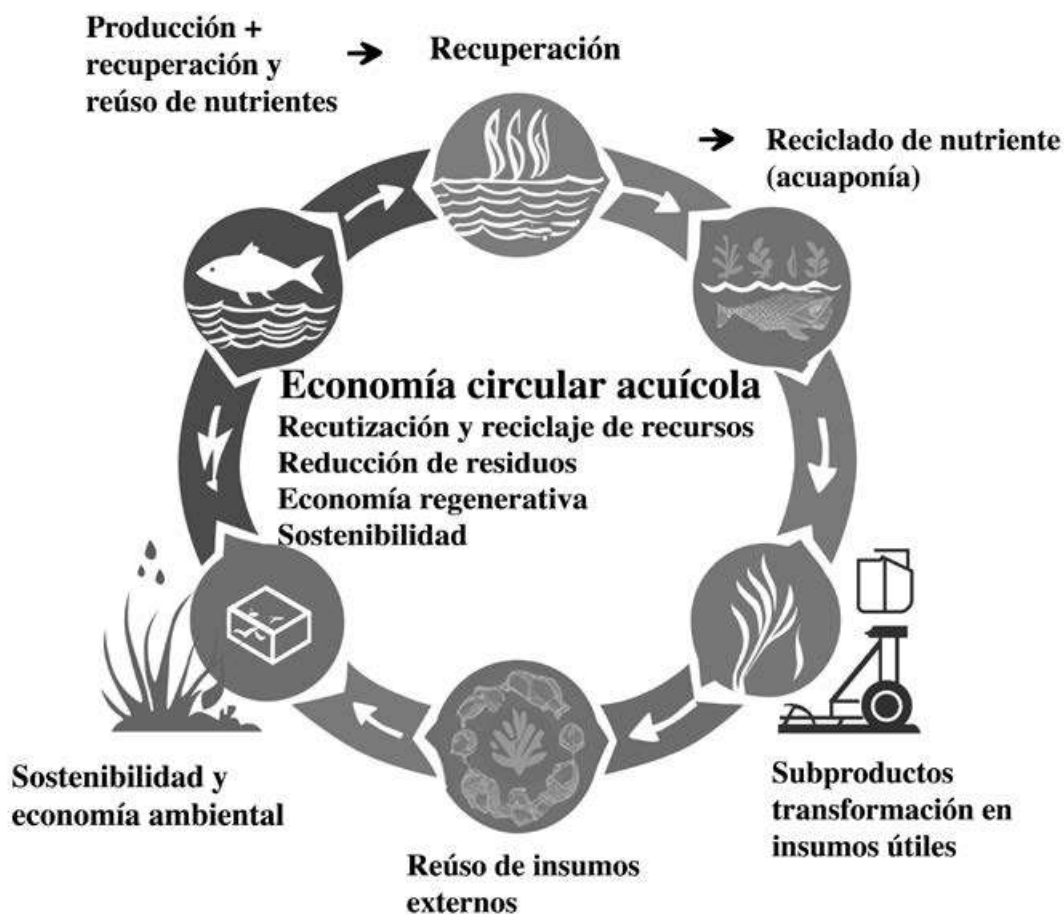 Producción +
recuperación y
reúso de nutrientes
Recuperación
Reciclado de nutriente
(acuaponía)
Economía circular acuícola
Recutización y reciclaje de recursos
Reducción de residuos
Economía regenerativa
Sostenibilidad
Sostenibilidad y
economía ambiental
Reúso de insumos
externos
Subproductos
transformación en
insumos útiles